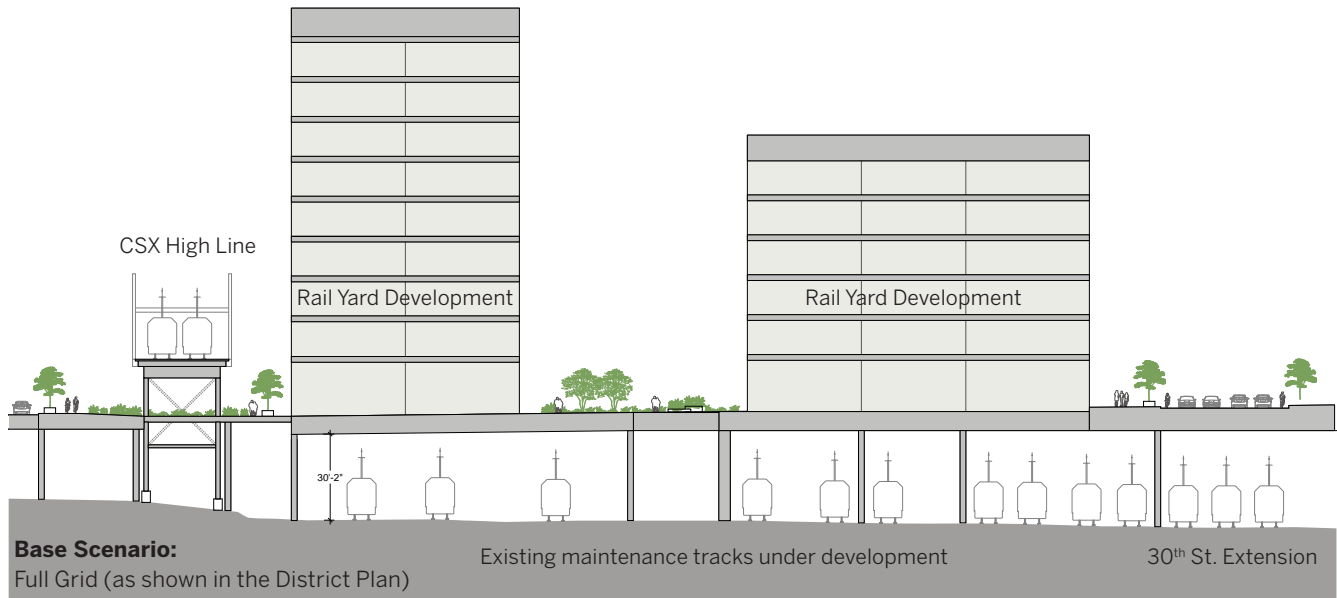 CSX High Line
Rail Yard Development
Rail Yard Development
30'-2"
Base Scenario:
Full Grid (as shown in the District Plan)
Existing maintenance tracks under development
30th St. Extension